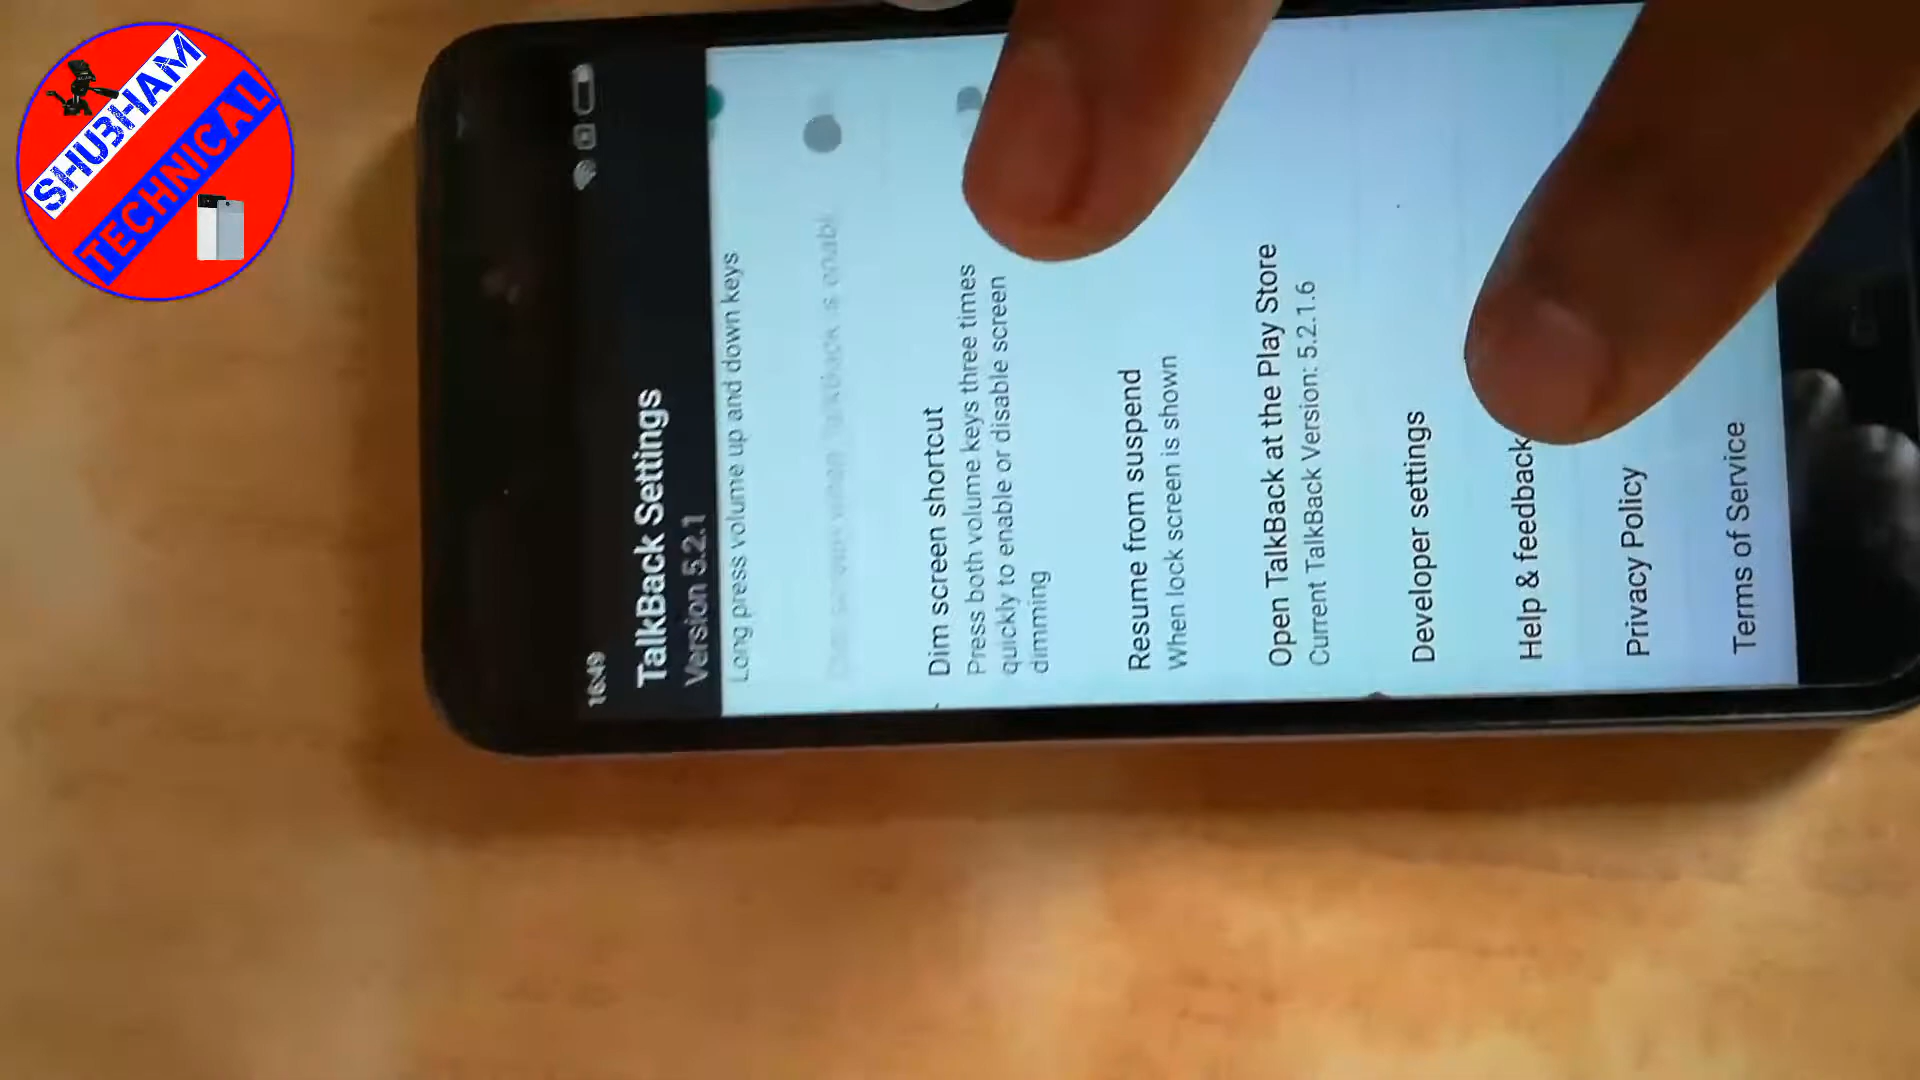 SHUBHAM
TECHNICAL
16:49
TalkBack Settings
Version 5.2.1
Long press volume up and down keys
Dim screen shortcut
Press both volume keys three times
quickly to enable or disable screen
dimming
Resume from suspend
When lock screen is shown
Open TalkBack at the Play Store
Current TalkBack Version: 5.2.1.6
Developer settings
Help & feedback
Privacy Policy
Terms of Service